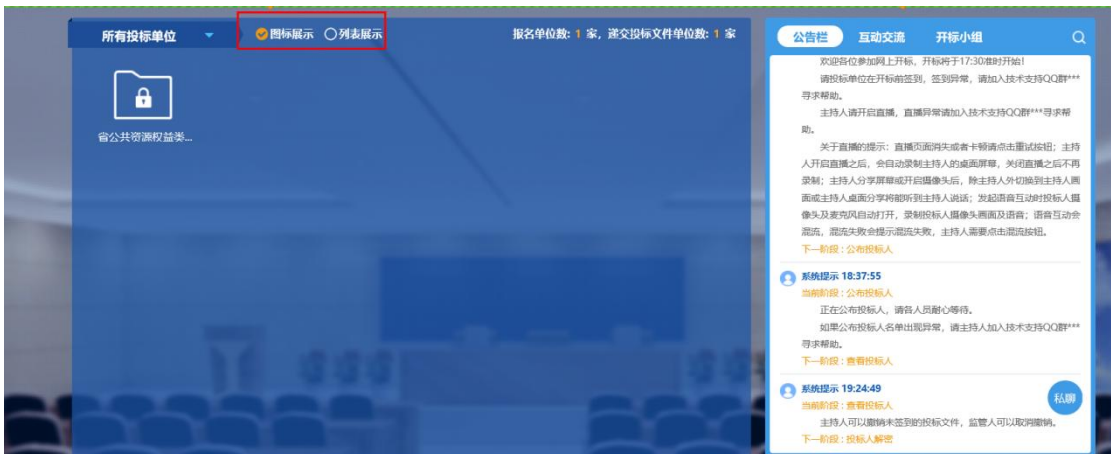 所有投标单位
图标展示 列表展示
报名单位数: 1 家，递交投标文件单位数: 1 家
省公共资源权益类...
公告栏 互动交流 开标小组
欢迎各位参加网上开标，开标将于17:30准时开始！
请投标单位在开标前签到，签到异常，请加入技术支持QQ群***
寻求帮助。
主持人请开启直播，直播异常请加入技术支持QQ群***寻求帮
助。
关于直播的提示：直播页面消失或者卡顿请点击重试按钮；主持
人开启直播之后，会自动录制主持人的桌面屏幕，关闭直播之后不再
录制；主持人分享屏幕或开启摄像头后，除主持人外切换到主持人画
面或主持人桌面分享将能听到主持人说话；发起语音互动时投标人摄
像头及麦克风自动打开，录制投标人摄像头画面及语音；语音互动会
混流，混流失败会提示混流失败，主持人需要点击混流按钮。
下一阶段：公布投标人
系统提示 18:37:55
当前阶段：公布投标人
正在公布投标人，请各人员耐心等待。
如果公布投标人名单出现异常，请主持人加入技术支持QQ群***
寻求帮助。
下一阶段：查看投标人
系统提示 19:24:49
当前阶段：查看投标人
主持人可以撤销未签到的投标文件，监管人可以取消撤销。
下一阶段：投标人解密
私聊